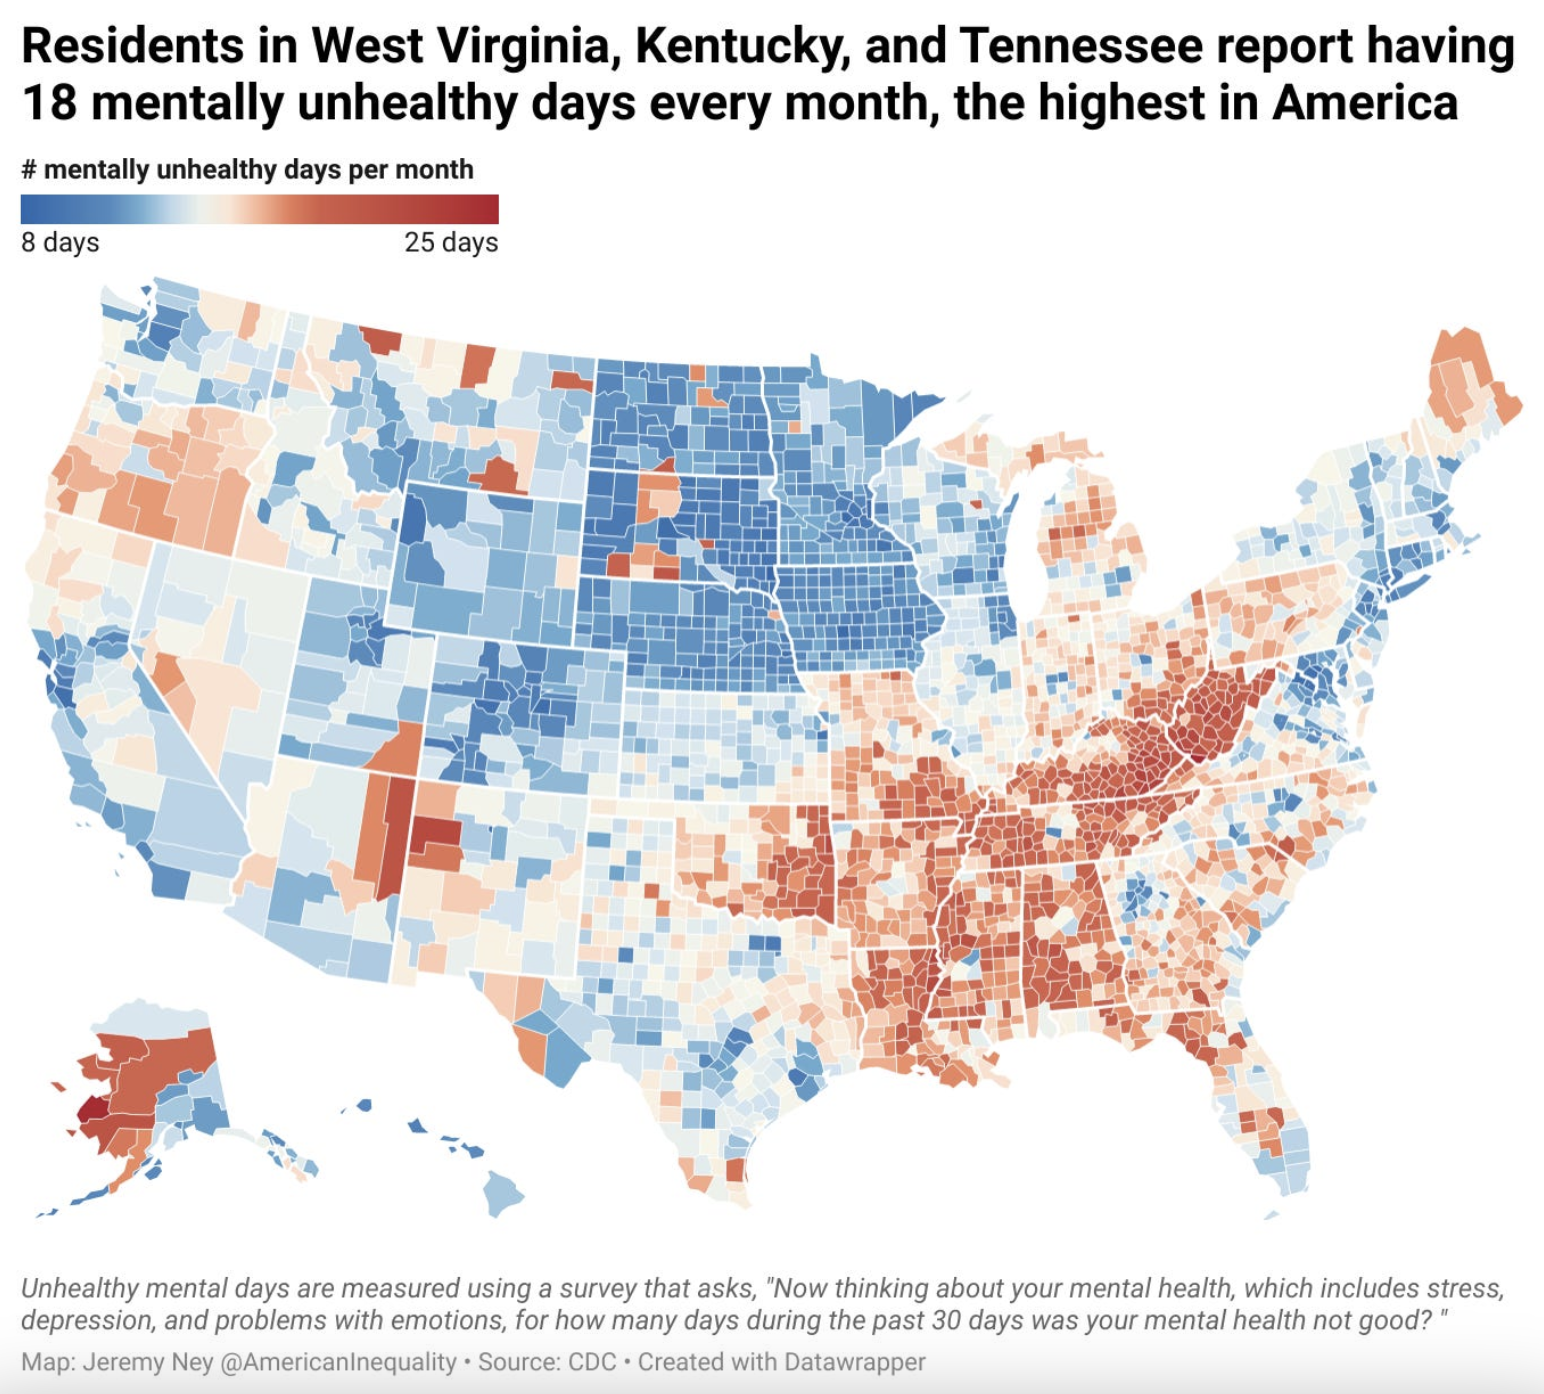 Residents in West Virginia, Kentucky, and Tennessee report having
18 mentally unhealthy days every month, the highest in America
# mentally unhealthy days per month
8 days 25 days
Unhealthy mental days are measured using a survey that asks, "Now thinking about your mental health, which includes stress,
depression, and problems with emotions, for how many days during the past 30 days was your mental health not good? "
Map: Jeremy Ney @AmericanInequality • Source: CDC • Created with Datawrapper